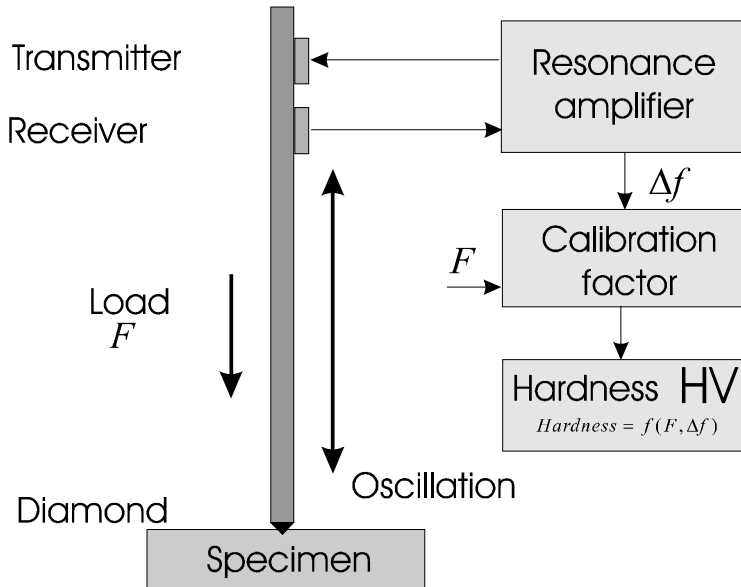 Transmitter
Receiver
Load
F
Diamond
Oscillation
Specimen
Resonance
amplifier
Δf
F
Calibration
factor
Hardness HV
Hardness = f(F,Δf)